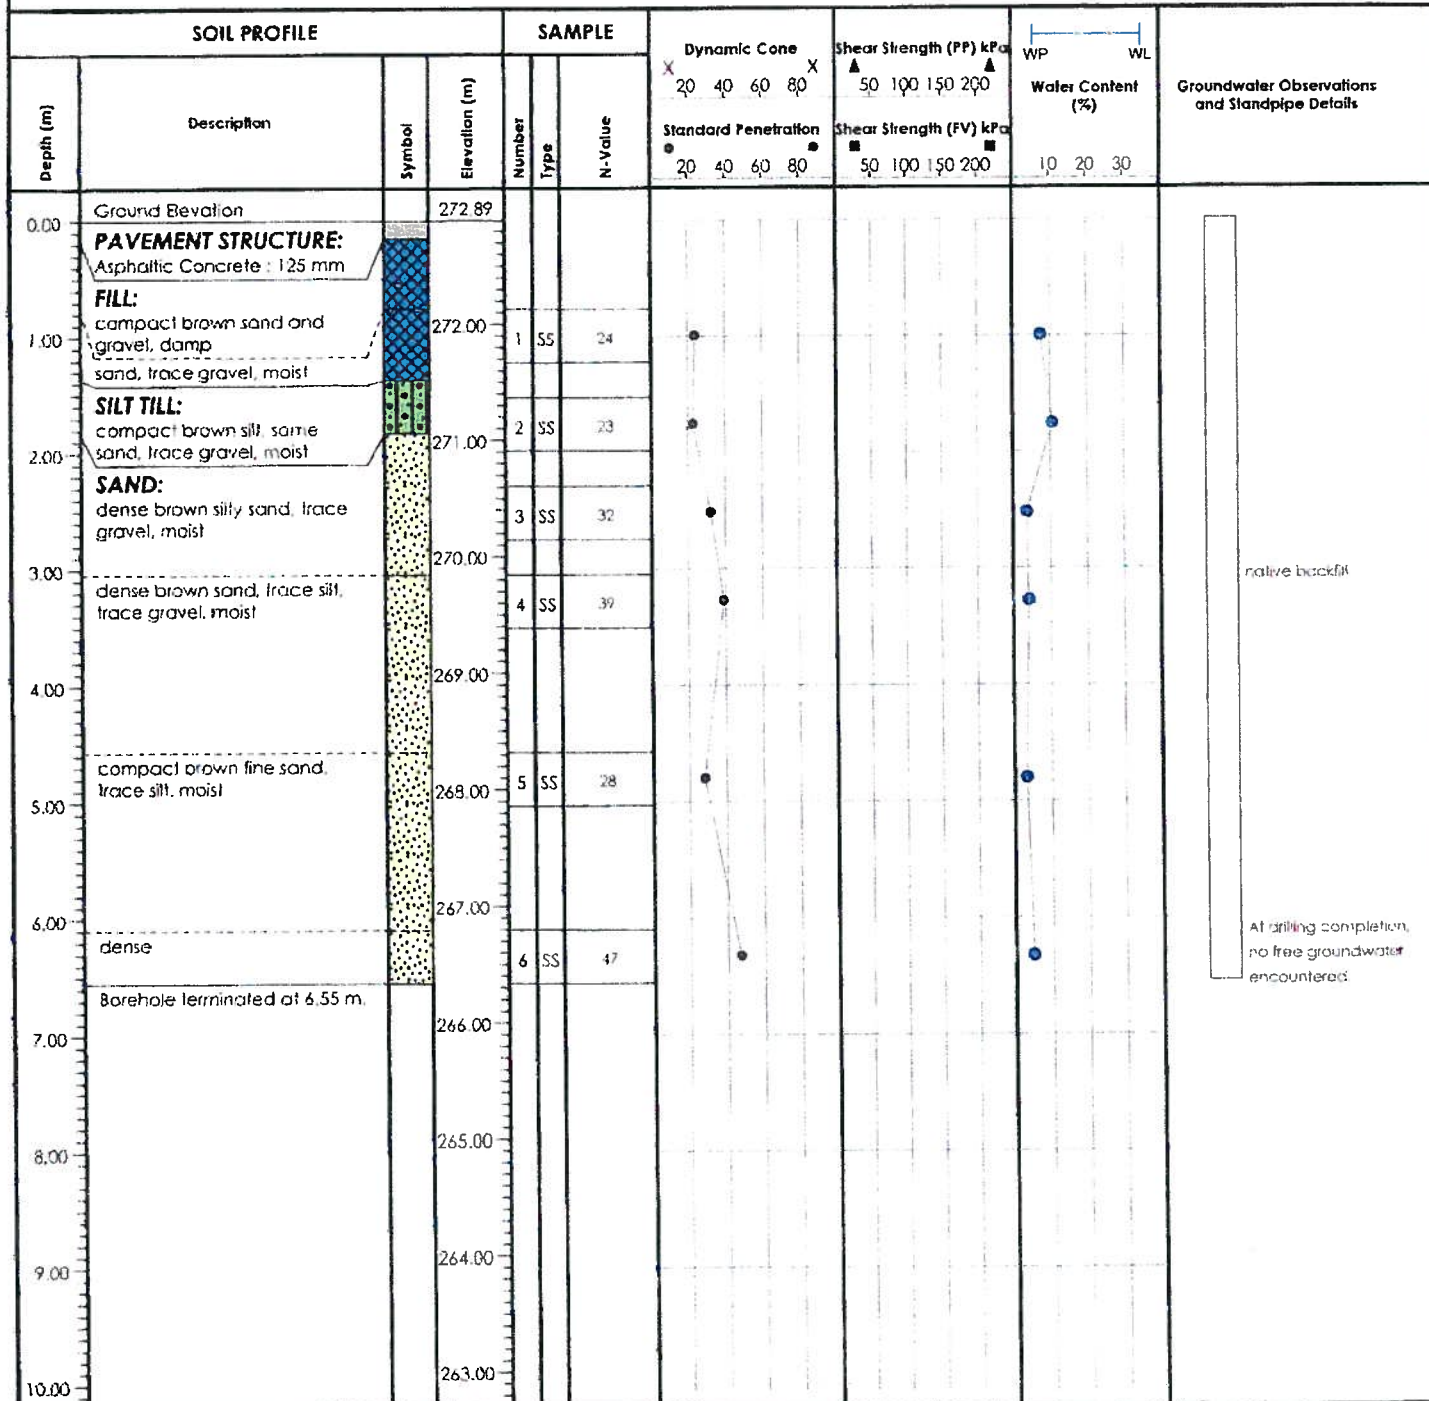 SOIL PROFILE
SAMPLE
Depth (m)
Description
Symbol
Elevation (m)
Number
Type
N-Value
Dynamic Cone
X X
20 40 60 80
Standard Penetration
20 40 60 80
Shear Strength (PP) kPa
50 100 150 200
Shear Strength (FV) kPa
50 100 150 200
WP WL
Water Content
(%)
10 20 30
Groundwater Observations
and Standpipe Details
Ground Elevation
272.89
0.00
PAVEMENT STRUCTURE:
Asphaltic Concrete : 125 mm
FILL:
compact brown sand and
gravel, damp
sand, trace gravel, moist
272.00
1.00
1 SS 24
SILT TILL:
compact brown silt, some
sand, trace gravel, moist
2 SS 23
271.00
2.00
SAND:
dense brown silty sand, trace
gravel, moist
3 SS 32
270.00
3.00
dense brown sand, trace silt,
trace gravel, moist
4 SS 39
native backfill
269.00
4.00
compact brown fine sand,
trace silt, moist
5 SS 28
268.00
5.00
267.00
6.00
dense
6 SS 47
At drilling completion,
no free groundwater
encountered.
Borehole terminated at 6.55 m.
266.00
7.00
265.00
8.00
264.00
9.00
263.00
10.00